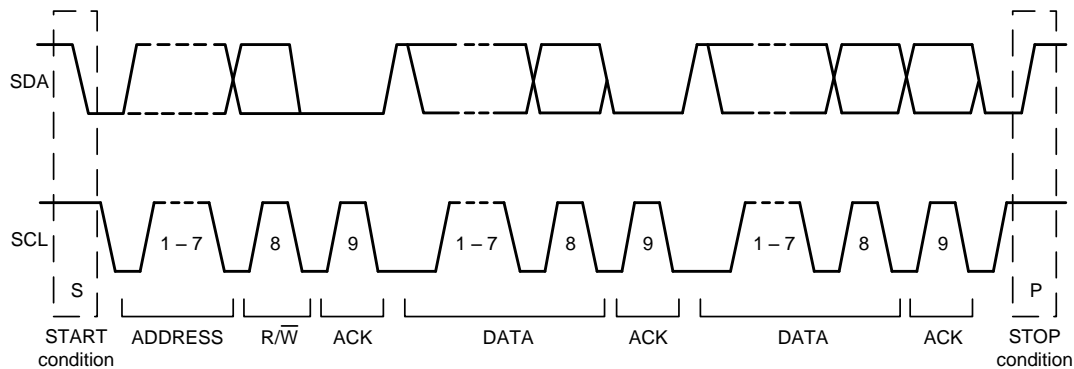 SDA
SCL
1 – 7
8
9
1 – 7
8
9
1 – 7
8
9
S
P
START
condition
ADDRESS
R/W̅
ACK
DATA
ACK
DATA
ACK
STOP
condition